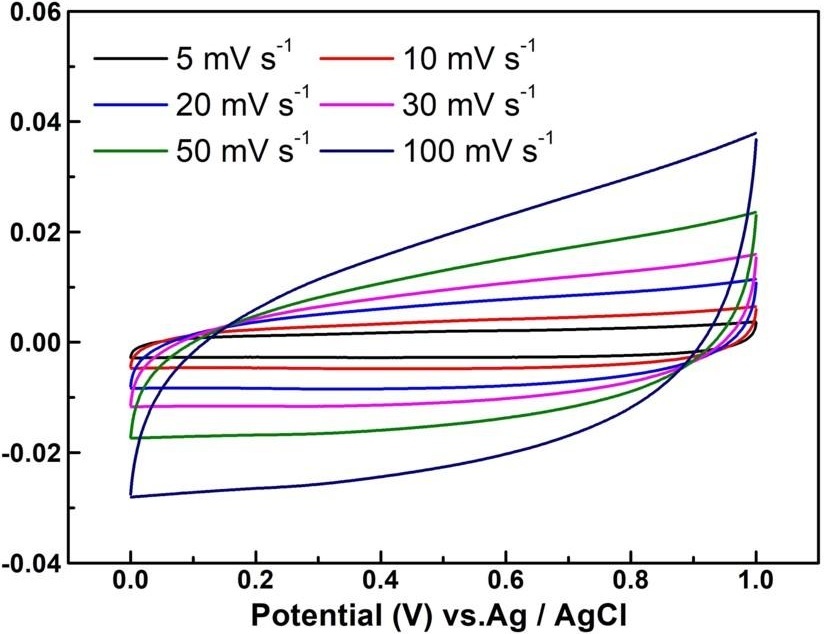 0.06
0.04
0.02
0.00
-0.02
-0.04
5 mV s-1
10 mV s-1
20 mV s-1
30 mV s-1
50 mV s-1
100 mV s-1
0.0 0.2 0.4 0.6 0.8 1.0
Potential (V) vs.Ag / AgCl